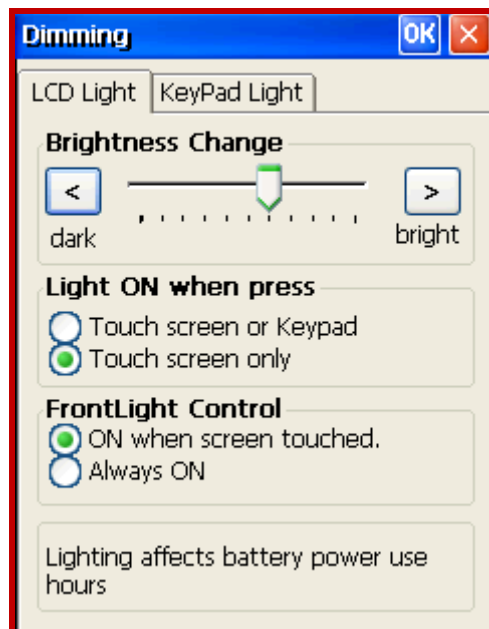 Dimming OK
LCD Light KeyPad Light
Brightness Change
< >
dark bright
Light ON when press
Touch screen or Keypad
Touch screen only
FrontLight Control
ON when screen touched.
Always ON
Lighting affects battery power use
hours